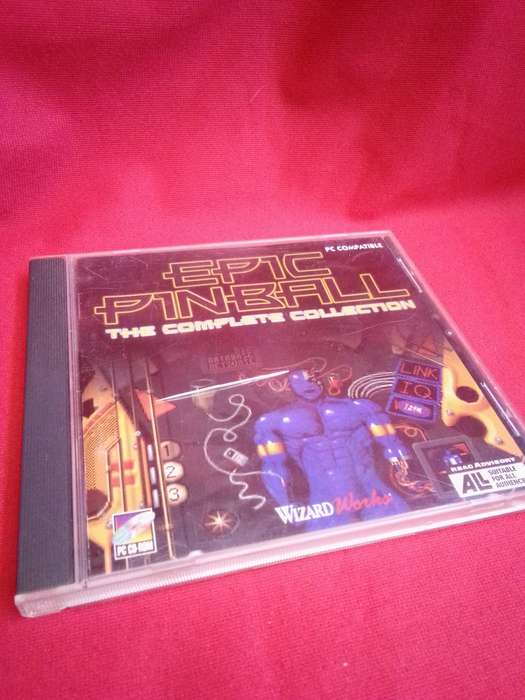 PC COMPATIBLE
EPIC
PINBALL
THE COMPLETE COLLECTION
DATABASE
LINK
I.Q.
1
2
3
RSAC ADVISORY
ALL
SUITABLE
FOR ALL
AUDIENCES
WIZARD Works
PC CD-ROM